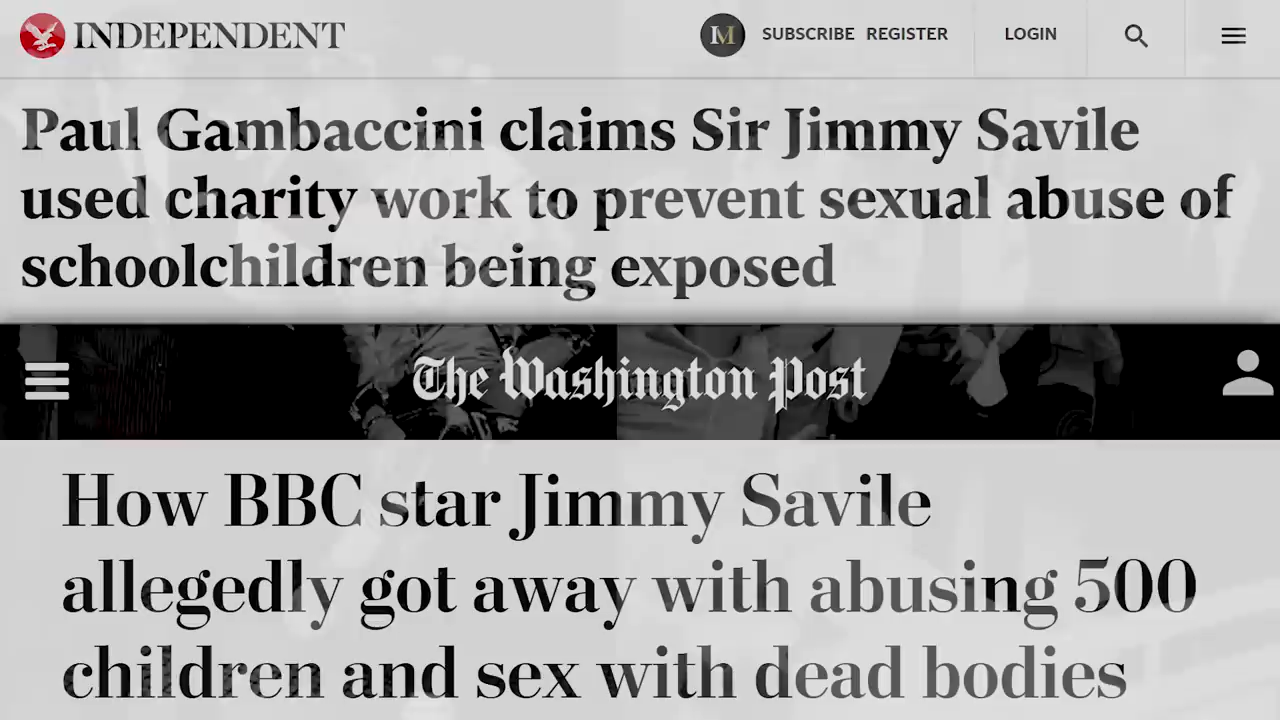 INDEPENDENT
IM SUBSCRIBE REGISTER LOGIN
Paul Gambaccini claims Sir Jimmy Savile
used charity work to prevent sexual abuse of
schoolchildren being exposed
The Washington Post
How BBC star Jimmy Savile
allegedly got away with abusing 500
children and sex with dead bodies